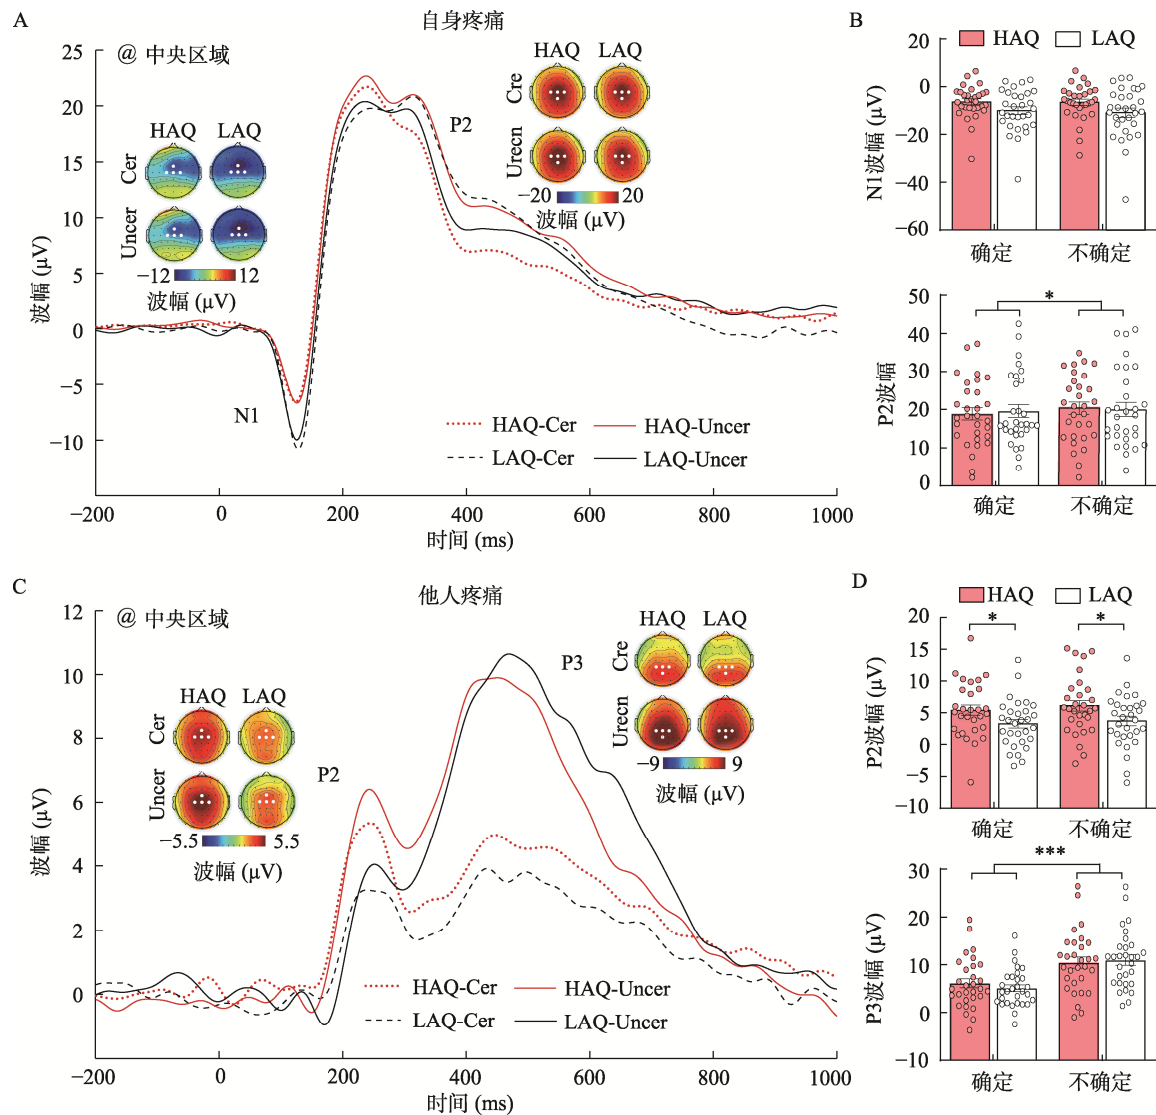 A
自身疼痛
@ 中央区域
25
20
15
10
5
0
−5
−10
波幅 (μV)
HAQ LAQ
Cer
Uncer
−12 12
波幅 (μV)
HAQ LAQ
Cre
Urecn
−20 20
波幅 (μV)
P2
N1
HAQ-Cer HAQ-Uncer
LAQ-Cer LAQ-Uncer
−200 0 200 400 600 800 1000
时间 (ms)
B
HAQ LAQ
20
0
−20
−40
−60
N1波幅 (μV)
确定 不确定
*
50
40
30
20
10
0
P2波幅
确定 不确定
C
他人疼痛
@ 中央区域
12
10
8
6
4
2
0
波幅 (μV)
HAQ LAQ
Cer
Uncer
−5.5 5.5
波幅 (μV)
HAQ LAQ
Cre
Urecn
−9 9
波幅 (μV)
P2
P3
HAQ-Cer HAQ-Uncer
LAQ-Cer LAQ-Uncer
−200 0 200 400 600 800 1000
时间 (ms)
D
HAQ LAQ
* *
20
15
10
5
0
−5
−10
P2波幅 (μV)
确定 不确定
***
30
20
10
0
−10
P3波幅 (μV)
确定 不确定